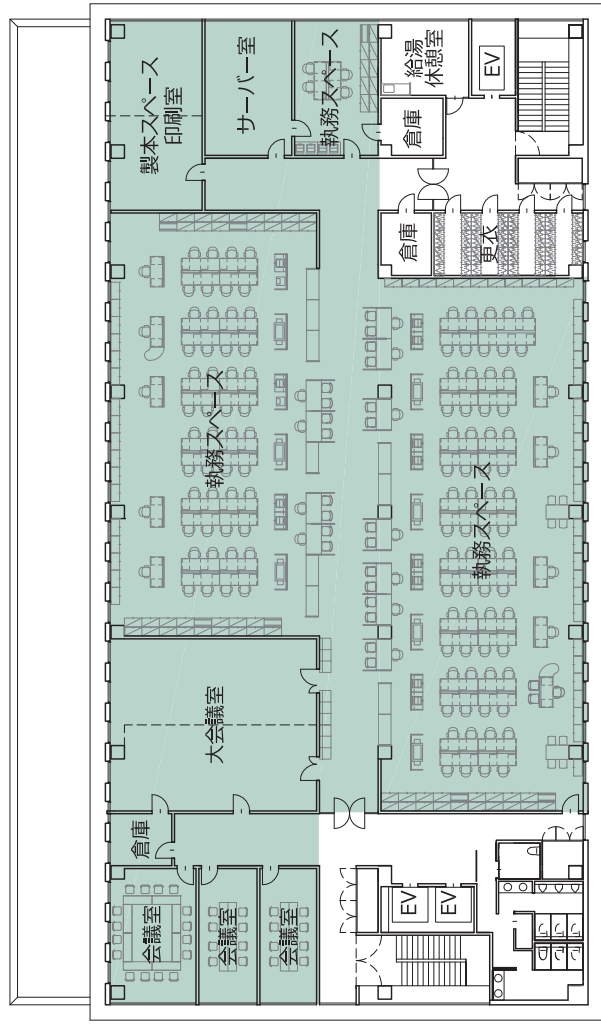 製本スペース
印刷室
サーバー室
執務スペース
給湯
休憩室
EV
倉庫
倉庫
更衣
執務スペース
執務スペース
大会議室
倉庫
会議室
会議室
会議室
EV
EV